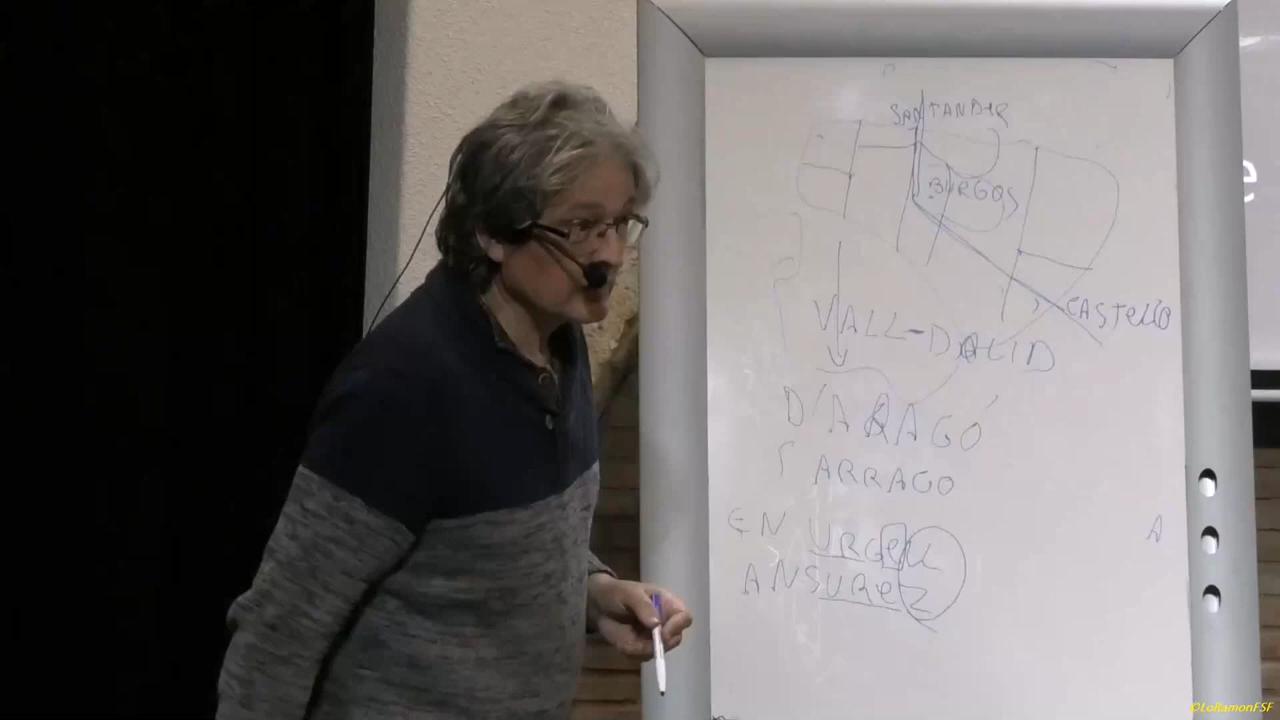 SANTANDER
BURGOS
e
CASTELLO
VALL-DOLID
D'ARAGÓ
ARRAGO
EN URGELL
A
ANSUREZ
©LoRamonFSF